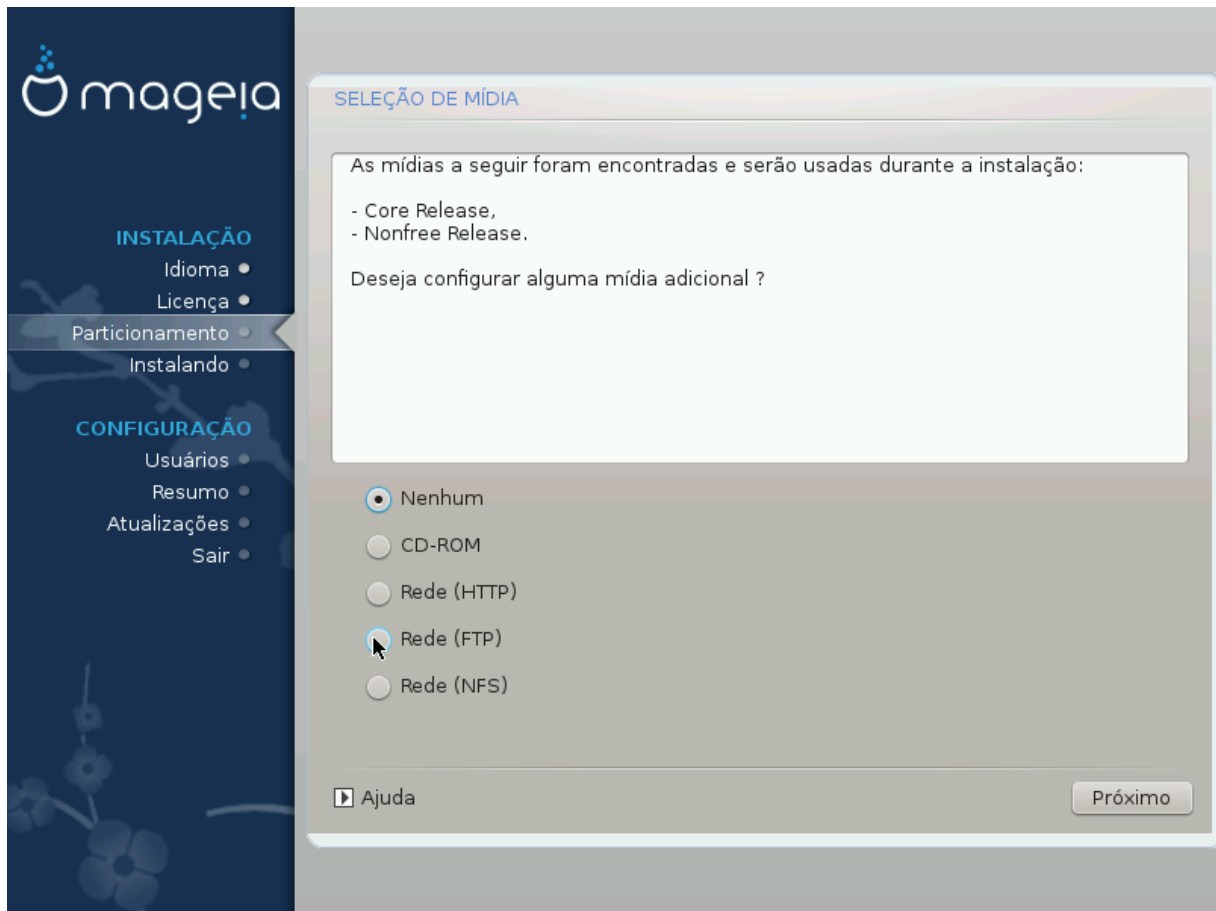 mageia
INSTALAÇÃO
Idioma
Licença
Particionamento
Instalando
CONFIGURAÇÃO
Usuários
Resumo
Atualizações
Sair
SELEÇÃO DE MÍDIA
As mídias a seguir foram encontradas e serão usadas durante a instalação:
- Core Release,
- Nonfree Release.
Deseja configurar alguma mídia adicional ?
Nenhum
CD-ROM
Rede (HTTP)
Rede (FTP)
Rede (NFS)
Ajuda
Próximo